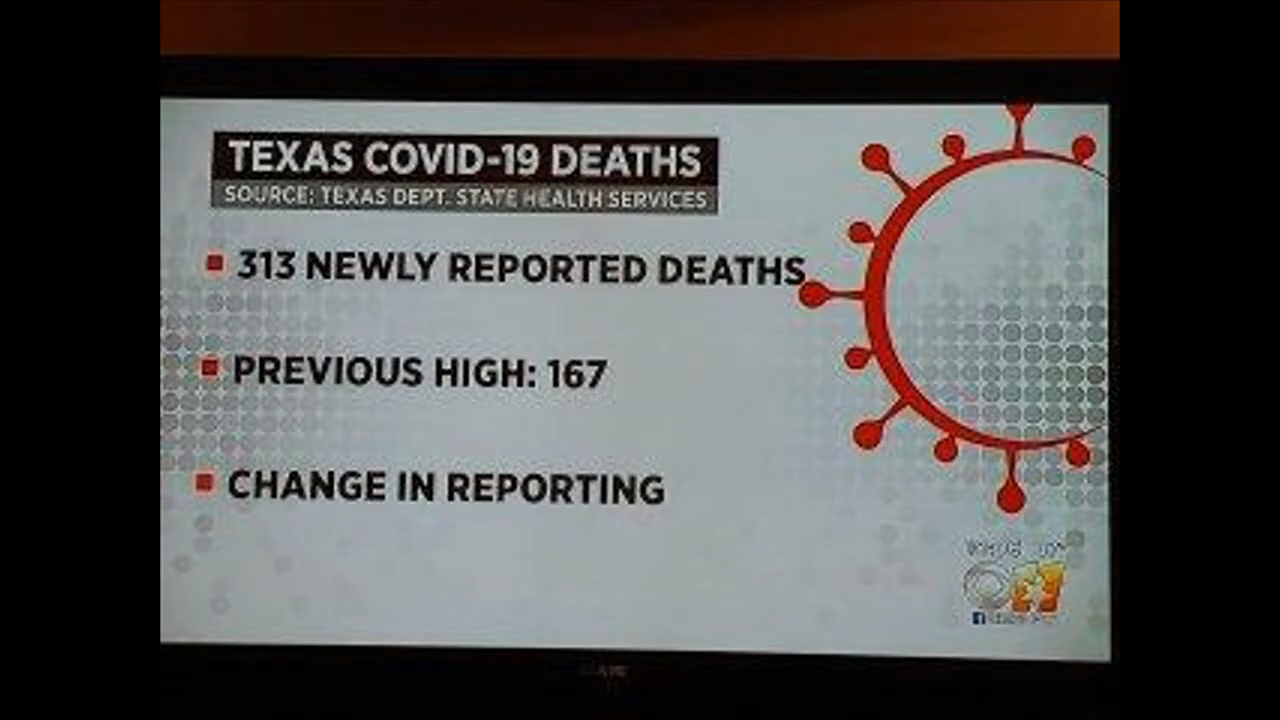 TEXAS COVID-19 DEATHS
SOURCE: TEXAS DEPT. STATE HEALTH SERVICES
313 NEWLY REPORTED DEATHS
PREVIOUS HIGH: 167
CHANGE IN REPORTING